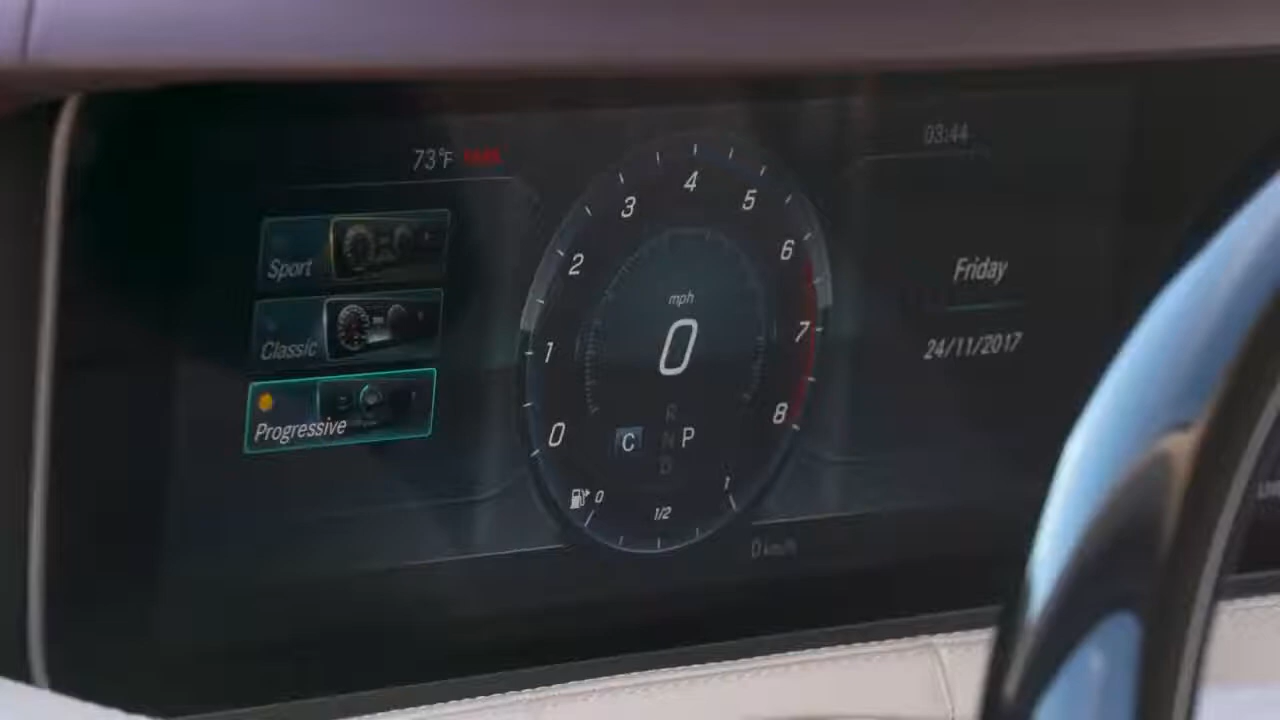 73°F
03:44
Sport
Classic
Progressive
0
1
2
3
4
5
6
7
8
mph
0
C
R
N
D
P
0
1/2
1
0 km/h
Friday
24/11/2017